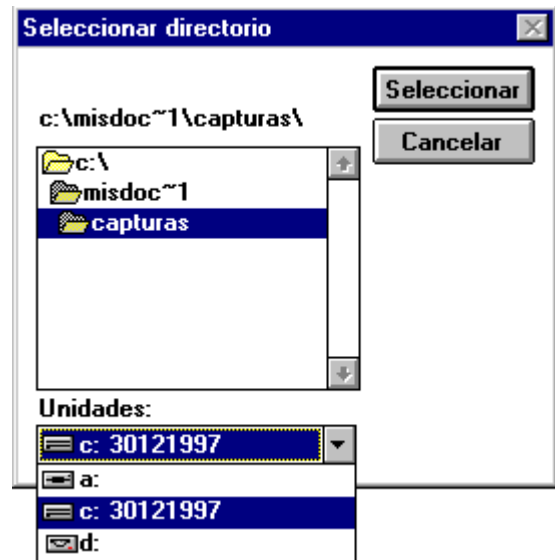 Seleccionar directorio
Seleccionar
c:\misdoc~1\capturas\
Cancelar
c:\
misdoc~1
capturas
Unidades:
c: 30121997
a:
c: 30121997
d: